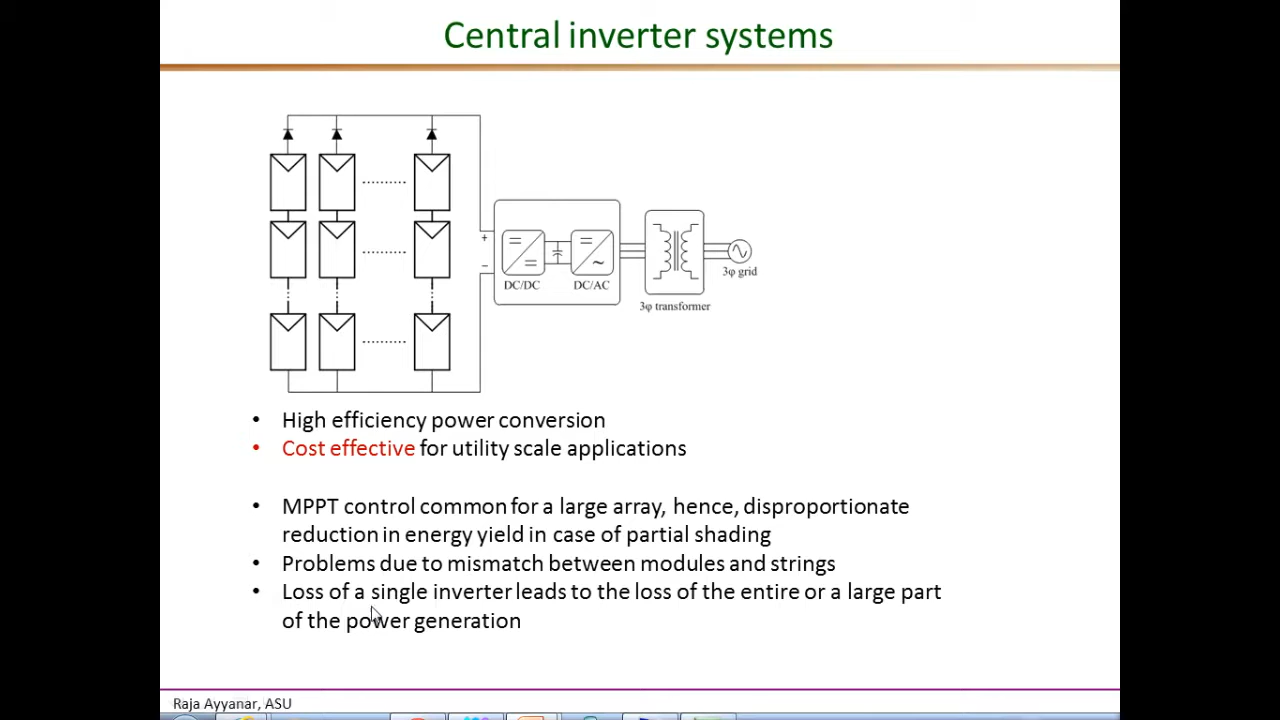 Central inverter systems
+
−
DC/DC
DC/AC
3φ grid
3φ transformer
• High efficiency power conversion
• Cost effective for utility scale applications
• MPPT control common for a large array, hence, disproportionate
reduction in energy yield in case of partial shading
• Problems due to mismatch between modules and strings
• Loss of a single inverter leads to the loss of the entire or a large part
of the power generation
Raja Ayyanar, ASU